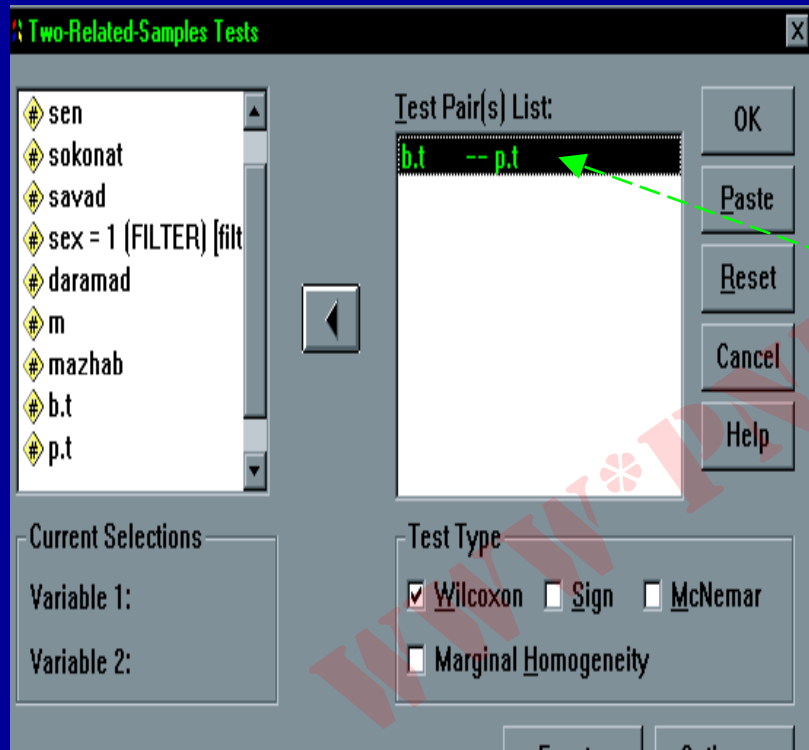 Two-Related-Samples Tests
sen
sokonat
savad
sex = 1 (FILTER) [filt
daramad
m
mazhab
b.t
p.t
Test Pair(s) List:
b.t -- p.t
OK
Paste
Reset
Cancel
Help
Current Selections
Variable 1:
Variable 2:
Test Type
Wilcoxon Sign McNemar
Marginal Homogeneity